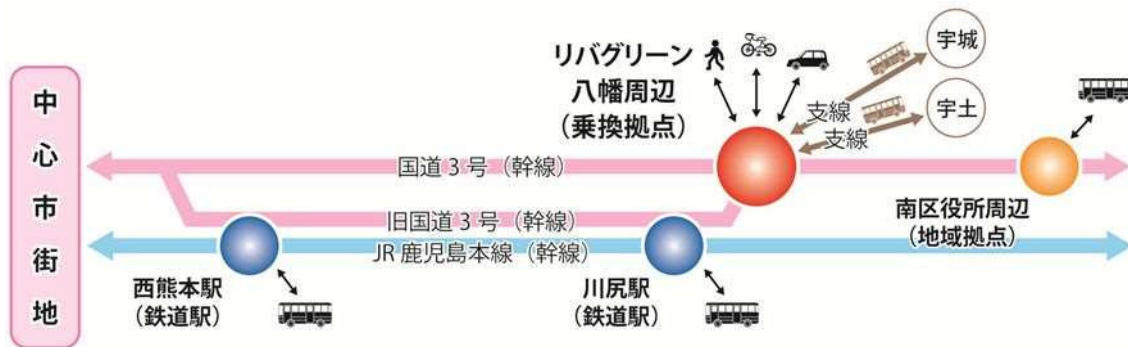 中心市街地
リバグリーン
八幡周辺
（乗換拠点）
宇城
支線
宇土
支線
国道3号（幹線）
旧国道3号（幹線）
JR鹿児島本線（幹線）
南区役所周辺
（地域拠点）
西熊本駅
（鉄道駅）
川尻駅
（鉄道駅）